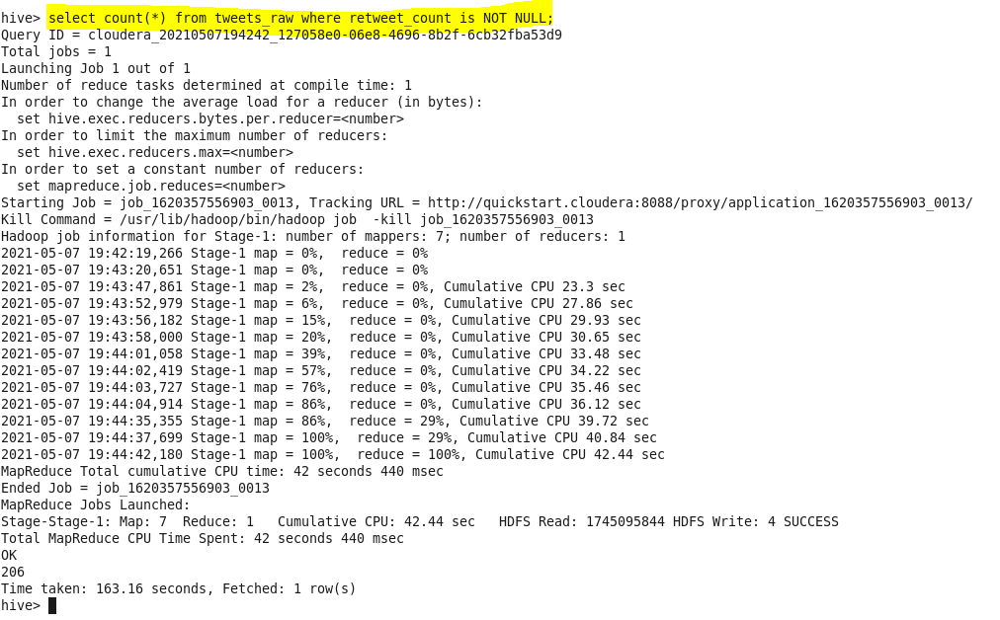 hive> select count(*) from tweets_raw where retweet_count is NOT NULL;
Query ID = cloudera_20210507194242_127058e0-06e8-4696-8b2f-6cb32fba53d9
Total jobs = 1
Launching Job 1 out of 1
Number of reduce tasks determined at compile time: 1
In order to change the average load for a reducer (in bytes):
  set hive.exec.reducers.bytes.per.reducer=<number>
In order to limit the maximum number of reducers:
  set hive.exec.reducers.max=<number>
In order to set a constant number of reducers:
  set mapreduce.job.reduces=<number>
Starting Job = job_1620357556903_0013, Tracking URL = http://quickstart.cloudera:8088/proxy/application_1620357556903_0013/
Kill Command = /usr/lib/hadoop/bin/hadoop job  -kill job_1620357556903_0013
Hadoop job information for Stage-1: number of mappers: 7; number of reducers: 1
2021-05-07 19:42:19,266 Stage-1 map = 0%,  reduce = 0%
2021-05-07 19:43:20,651 Stage-1 map = 0%,  reduce = 0%
2021-05-07 19:43:47,861 Stage-1 map = 2%,  reduce = 0%, Cumulative CPU 23.3 sec
2021-05-07 19:43:52,979 Stage-1 map = 6%,  reduce = 0%, Cumulative CPU 27.86 sec
2021-05-07 19:43:56,182 Stage-1 map = 15%,  reduce = 0%, Cumulative CPU 29.93 sec
2021-05-07 19:43:58,000 Stage-1 map = 20%,  reduce = 0%, Cumulative CPU 30.65 sec
2021-05-07 19:44:01,058 Stage-1 map = 39%,  reduce = 0%, Cumulative CPU 33.48 sec
2021-05-07 19:44:02,419 Stage-1 map = 57%,  reduce = 0%, Cumulative CPU 34.22 sec
2021-05-07 19:44:03,727 Stage-1 map = 76%,  reduce = 0%, Cumulative CPU 35.46 sec
2021-05-07 19:44:04,914 Stage-1 map = 86%,  reduce = 0%, Cumulative CPU 36.12 sec
2021-05-07 19:44:35,355 Stage-1 map = 86%,  reduce = 29%, Cumulative CPU 39.72 sec
2021-05-07 19:44:37,699 Stage-1 map = 100%,  reduce = 29%, Cumulative CPU 40.84 sec
2021-05-07 19:44:42,180 Stage-1 map = 100%,  reduce = 100%, Cumulative CPU 42.44 sec
MapReduce Total cumulative CPU time: 42 seconds 440 msec
Ended Job = job_1620357556903_0013
MapReduce Jobs Launched:
Stage-Stage-1: Map: 7  Reduce: 1   Cumulative CPU: 42.44 sec   HDFS Read: 1745095844 HDFS Write: 4 SUCCESS
Total MapReduce CPU Time Spent: 42 seconds 440 msec
OK
206
Time taken: 163.16 seconds, Fetched: 1 row(s)
hive>